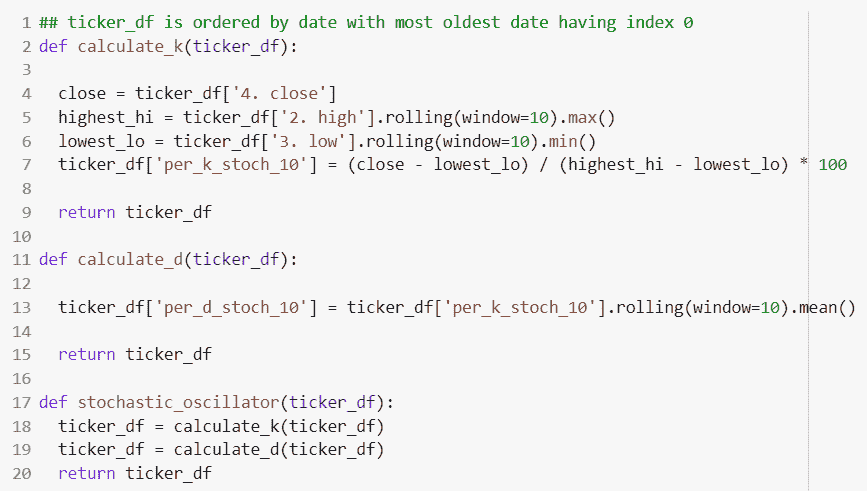 1 ## ticker_df is ordered by date with most oldest date having index 0
2 def calculate_k(ticker_df):
3
4   close = ticker_df['4. close']
5   highest_hi = ticker_df['2. high'].rolling(window=10).max()
6   lowest_lo = ticker_df['3. low'].rolling(window=10).min()
7   ticker_df['per_k_stoch_10'] = (close - lowest_lo) / (highest_hi - lowest_lo) * 100
8
9   return ticker_df
10
11 def calculate_d(ticker_df):
12
13   ticker_df['per_d_stoch_10'] = ticker_df['per_k_stoch_10'].rolling(window=10).mean()
14
15   return ticker_df
16
17 def stochastic_oscillator(ticker_df):
18   ticker_df = calculate_k(ticker_df)
19   ticker_df = calculate_d(ticker_df)
20   return ticker_df